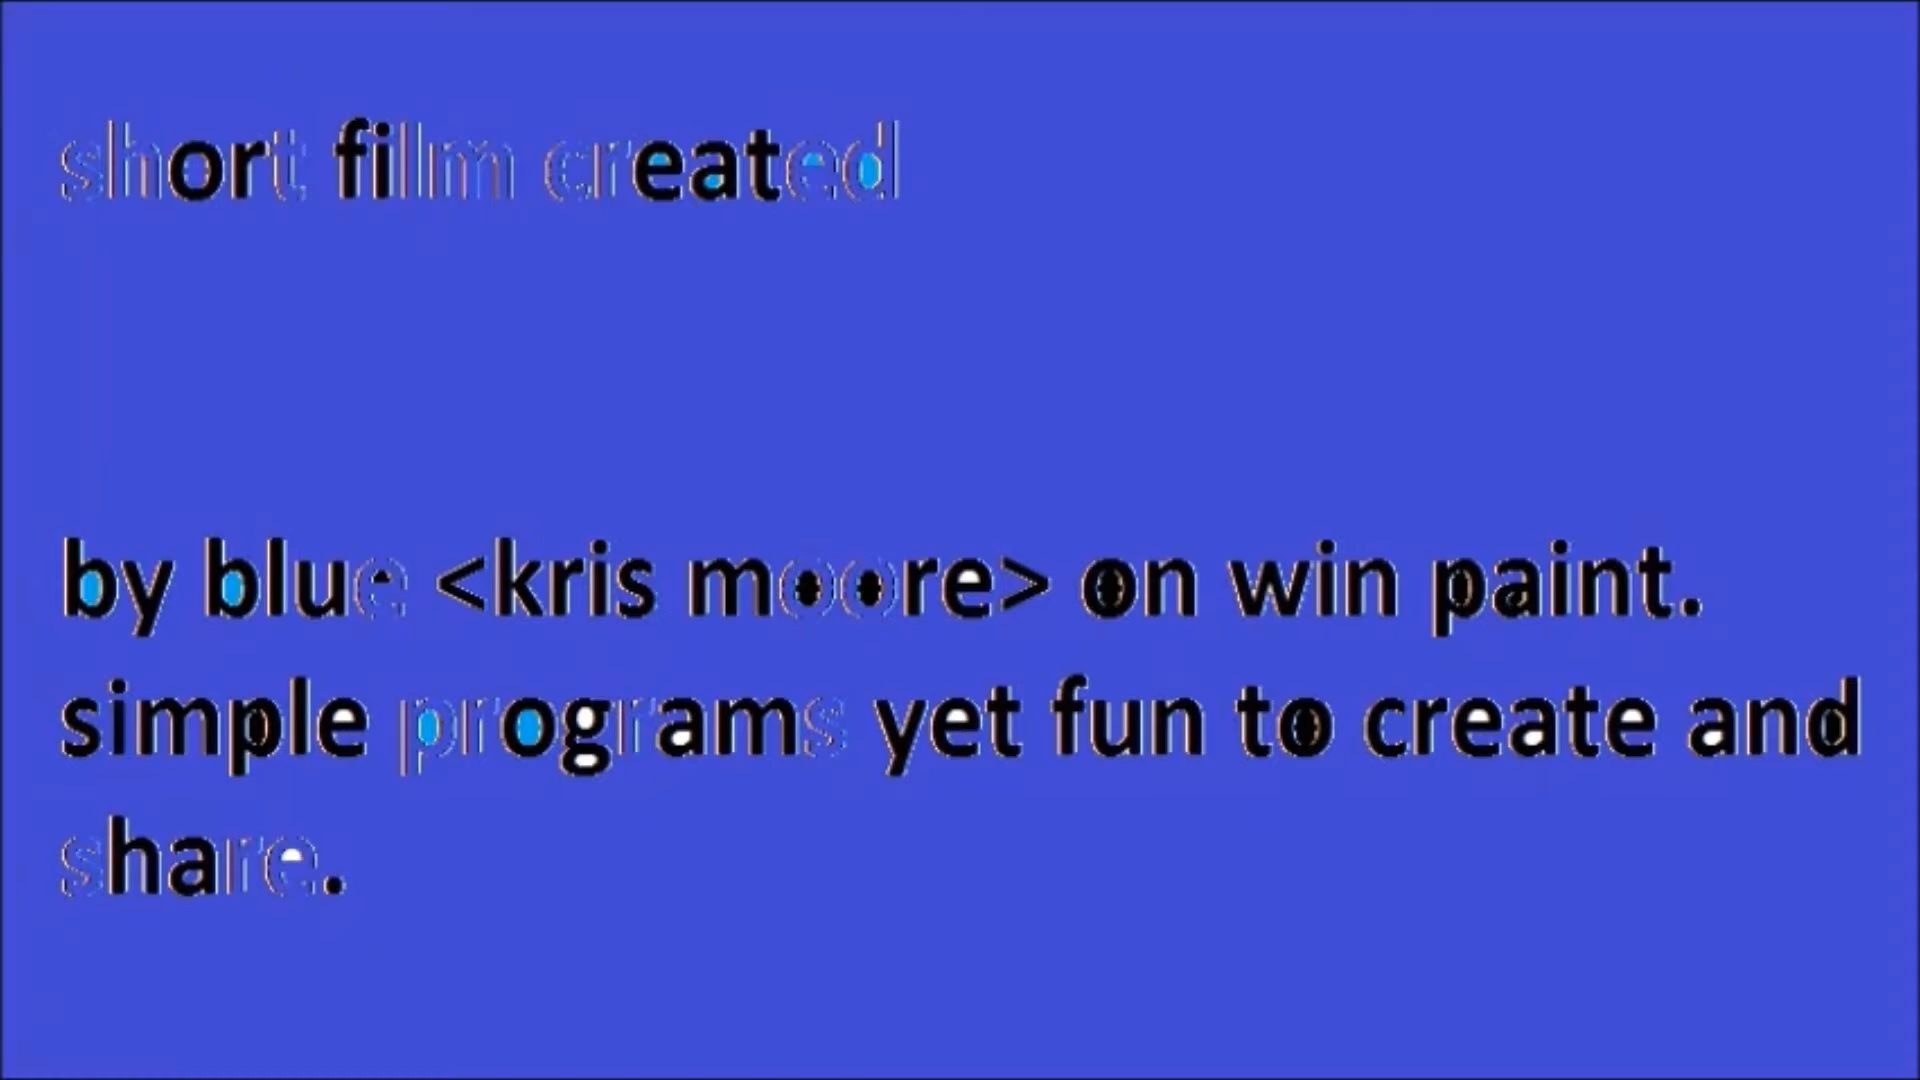 short film created
by blue <kris moore> on win paint.
simple programs yet fun to create and
share.